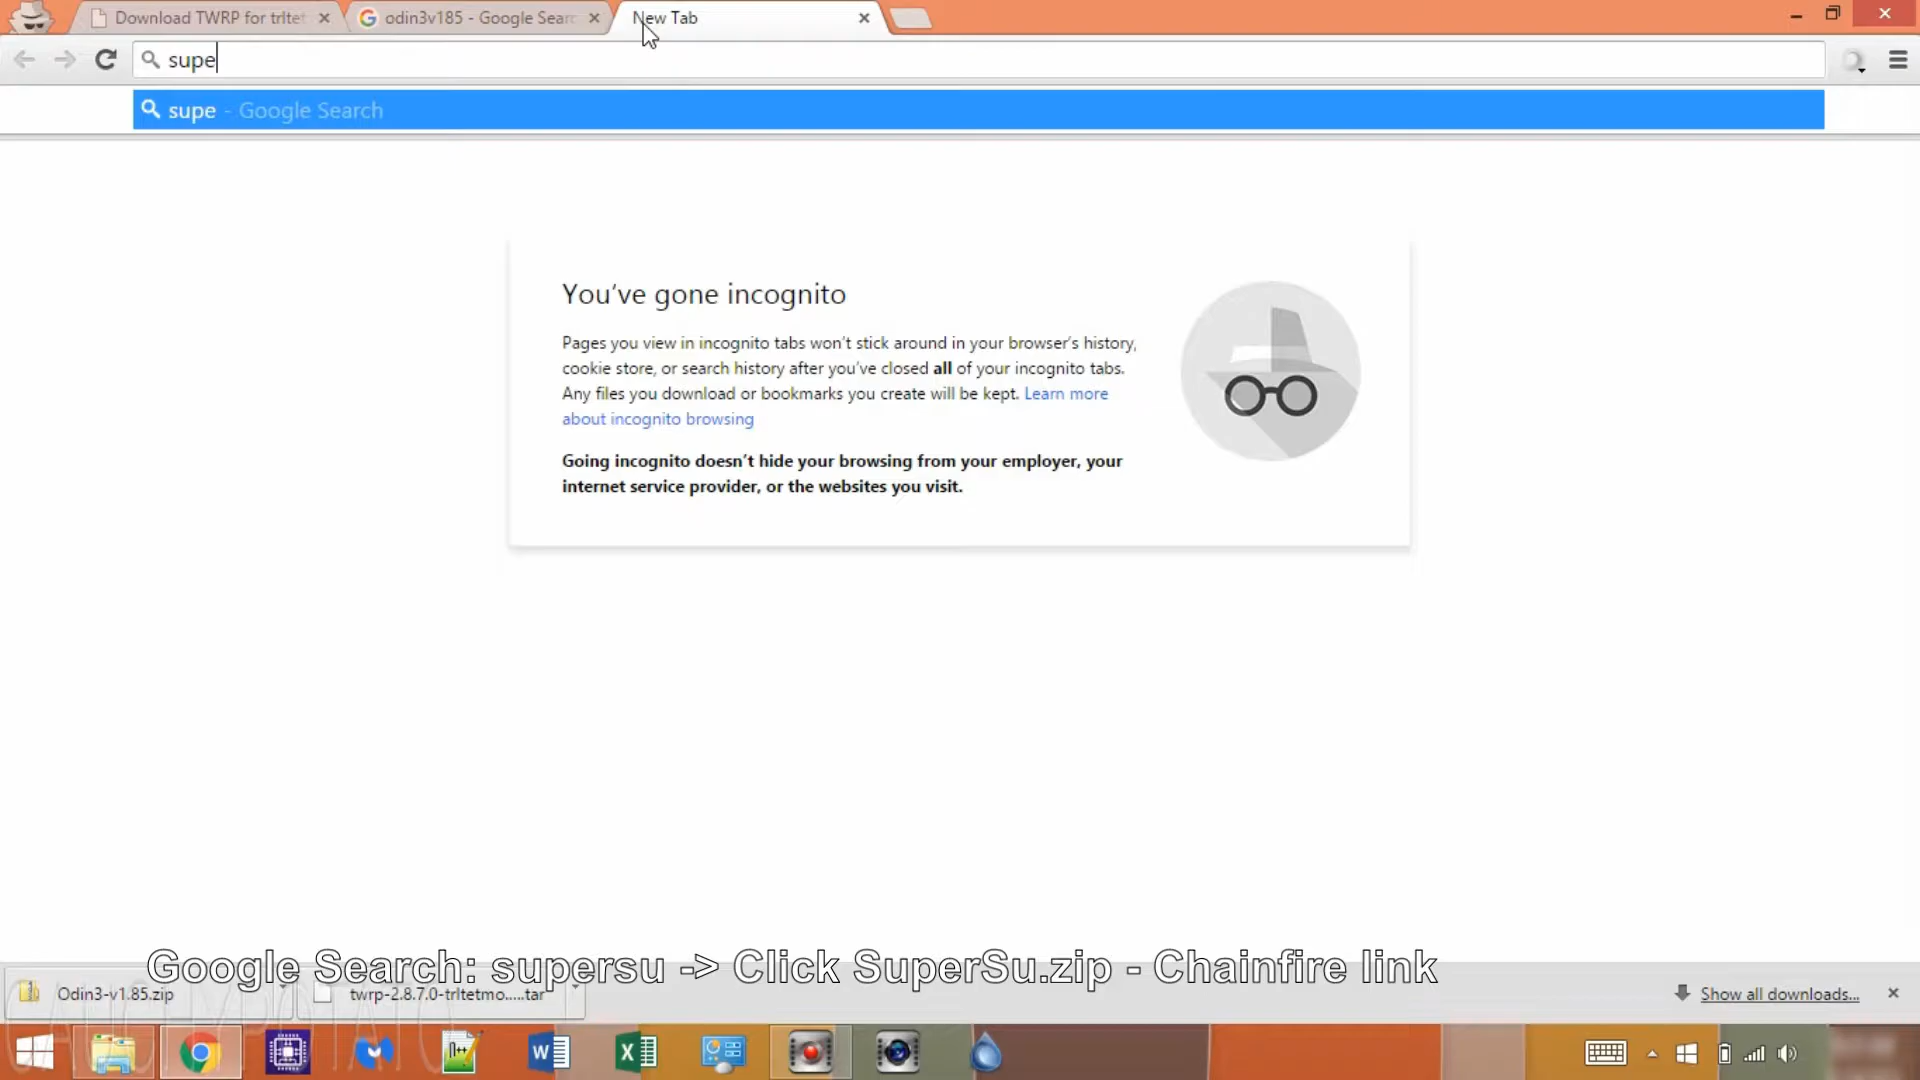 Download TWRP for trltet
odin3v185 - Google Sear
New Tab
supe
supe - Google Search
You've gone incognito
Pages you view in incognito tabs won't stick around in your browser's history,
cookie store, or search history after you've closed all of your incognito tabs.
Any files you download or bookmarks you create will be kept. Learn more
about incognito browsing
Going incognito doesn't hide your browsing from your employer, your
internet service provider, or the websites you visit.
Google Search: supersu -> Click SuperSu.zip - Chainfire link
Odin3-v1.85.zip
twrp-2.8.7.0-trltetmo.....tar
Show all downloads...